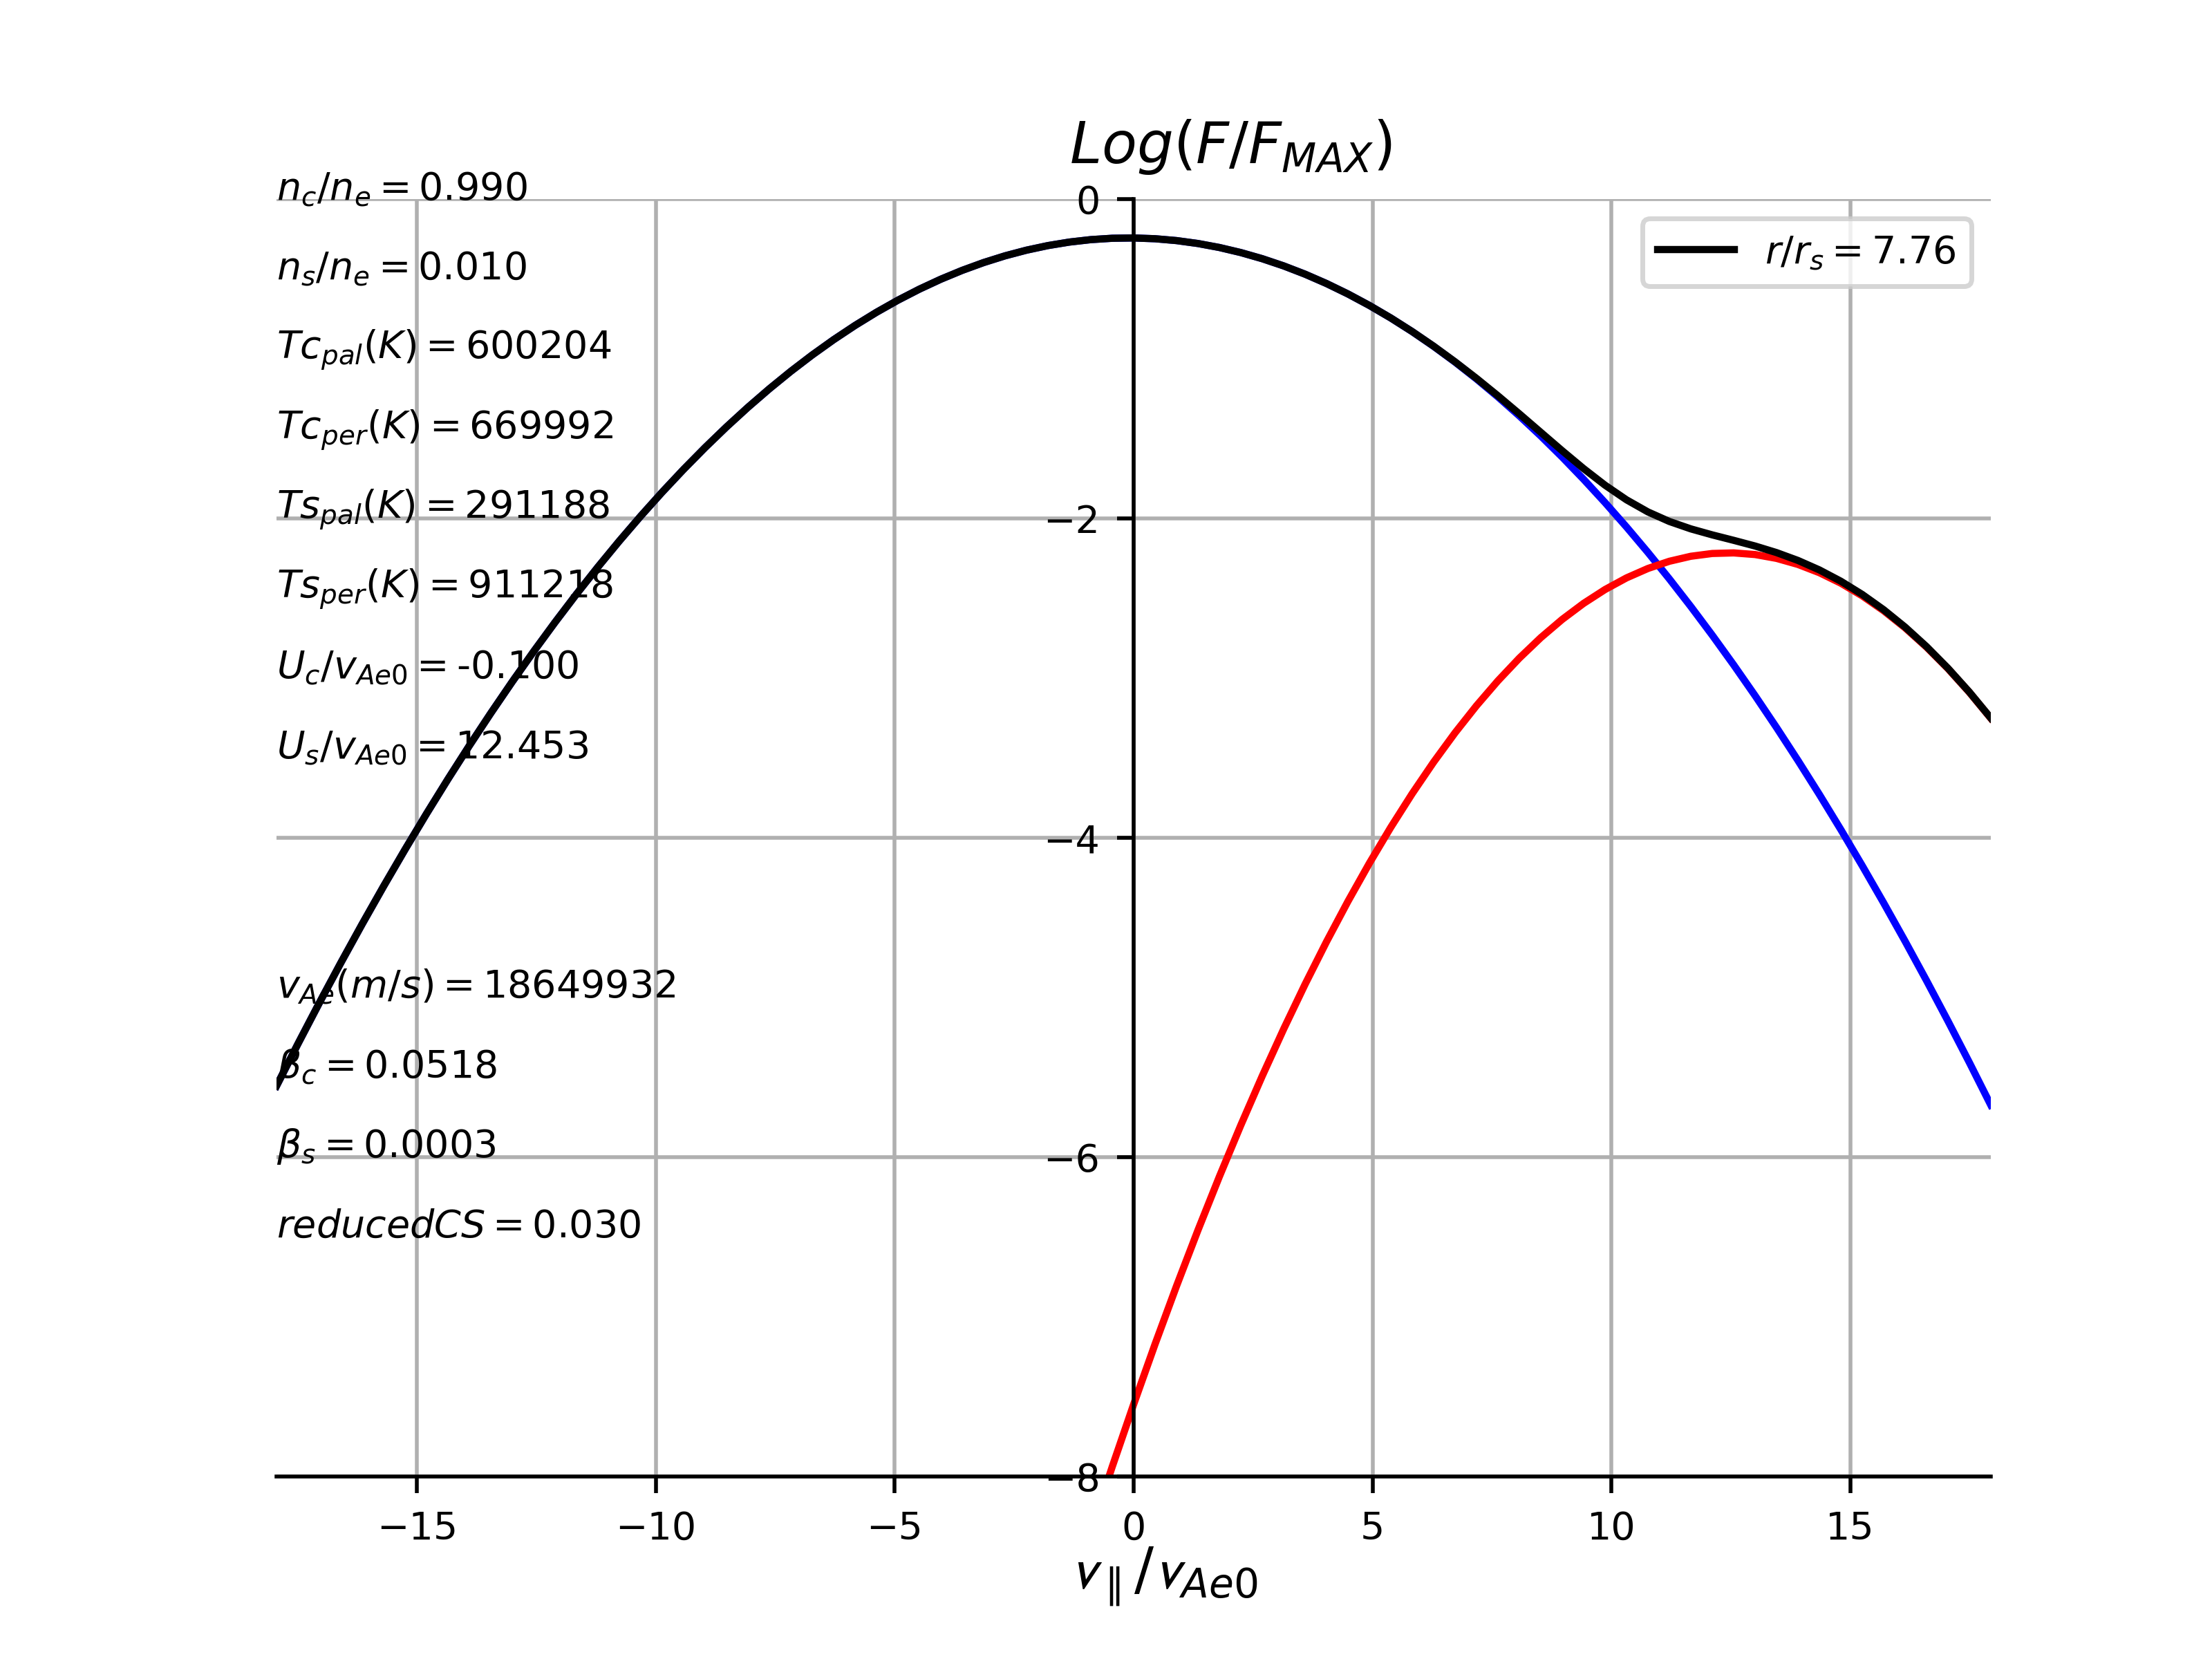 Log(F/F_MAX)
n_c/n_e = 0.990
n_s/n_e = 0.010
Tc_pal(K) = 600204
Tc_per(K) = 669992
Ts_pal(K) = 291188
Ts_per(K) = 911218
U_c/v_Ae0 = -0.100
U_s/v_Ae0 = 12.453
v_Ae(m/s) = 18649932
β_c = 0.0518
β_s = 0.0003
reducedCS = 0.030
r/r_s = 7.76
0
−2
−4
−6
−8
−15 −10 −5 0 5 10 15
v_∥/v_Ae0